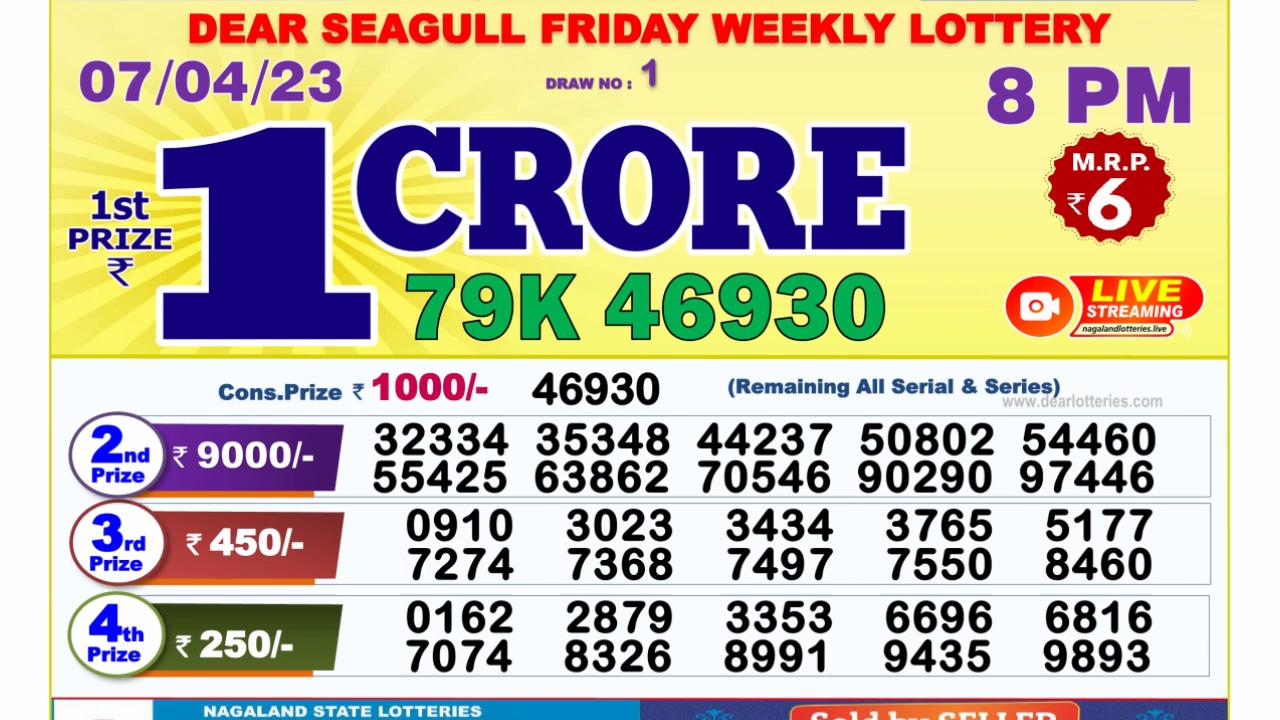 DEAR SEAGULL FRIDAY WEEKLY LOTTERY
07/04/23
DRAW NO : 1
8 PM
1st
PRIZE
₹
1 CRORE
M.R.P.
₹6
79K 46930
LIVE
STREAMING
nagalandlotteries.live
Cons.Prize ₹ 1000/- 46930 (Remaining All Serial & Series)
www.dearlotteries.com
2nd
Prize
₹ 9000/-
32334 35348 44237 50802 54460
55425 63862 70546 90290 97446
3rd
Prize
₹ 450/-
0910 3023 3434 3765 5177
7274 7368 7497 7550 8460
4th
Prize
₹ 250/-
0162 2879 3353 6696 6816
7074 8326 8991 9435 9893
NAGALAND STATE LOTTERIES
Sold by SELLER